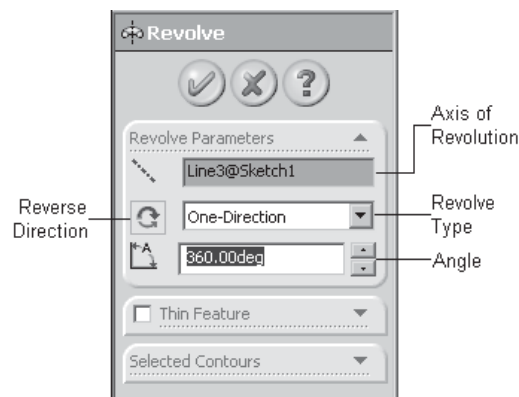 Revolve
?
Revolve Parameters
Axis of
Revolution
Line3@Sketch1
Reverse
Direction
One-Direction
Revolve
Type
A
360.00deg
Angle
Thin Feature
Selected Contours